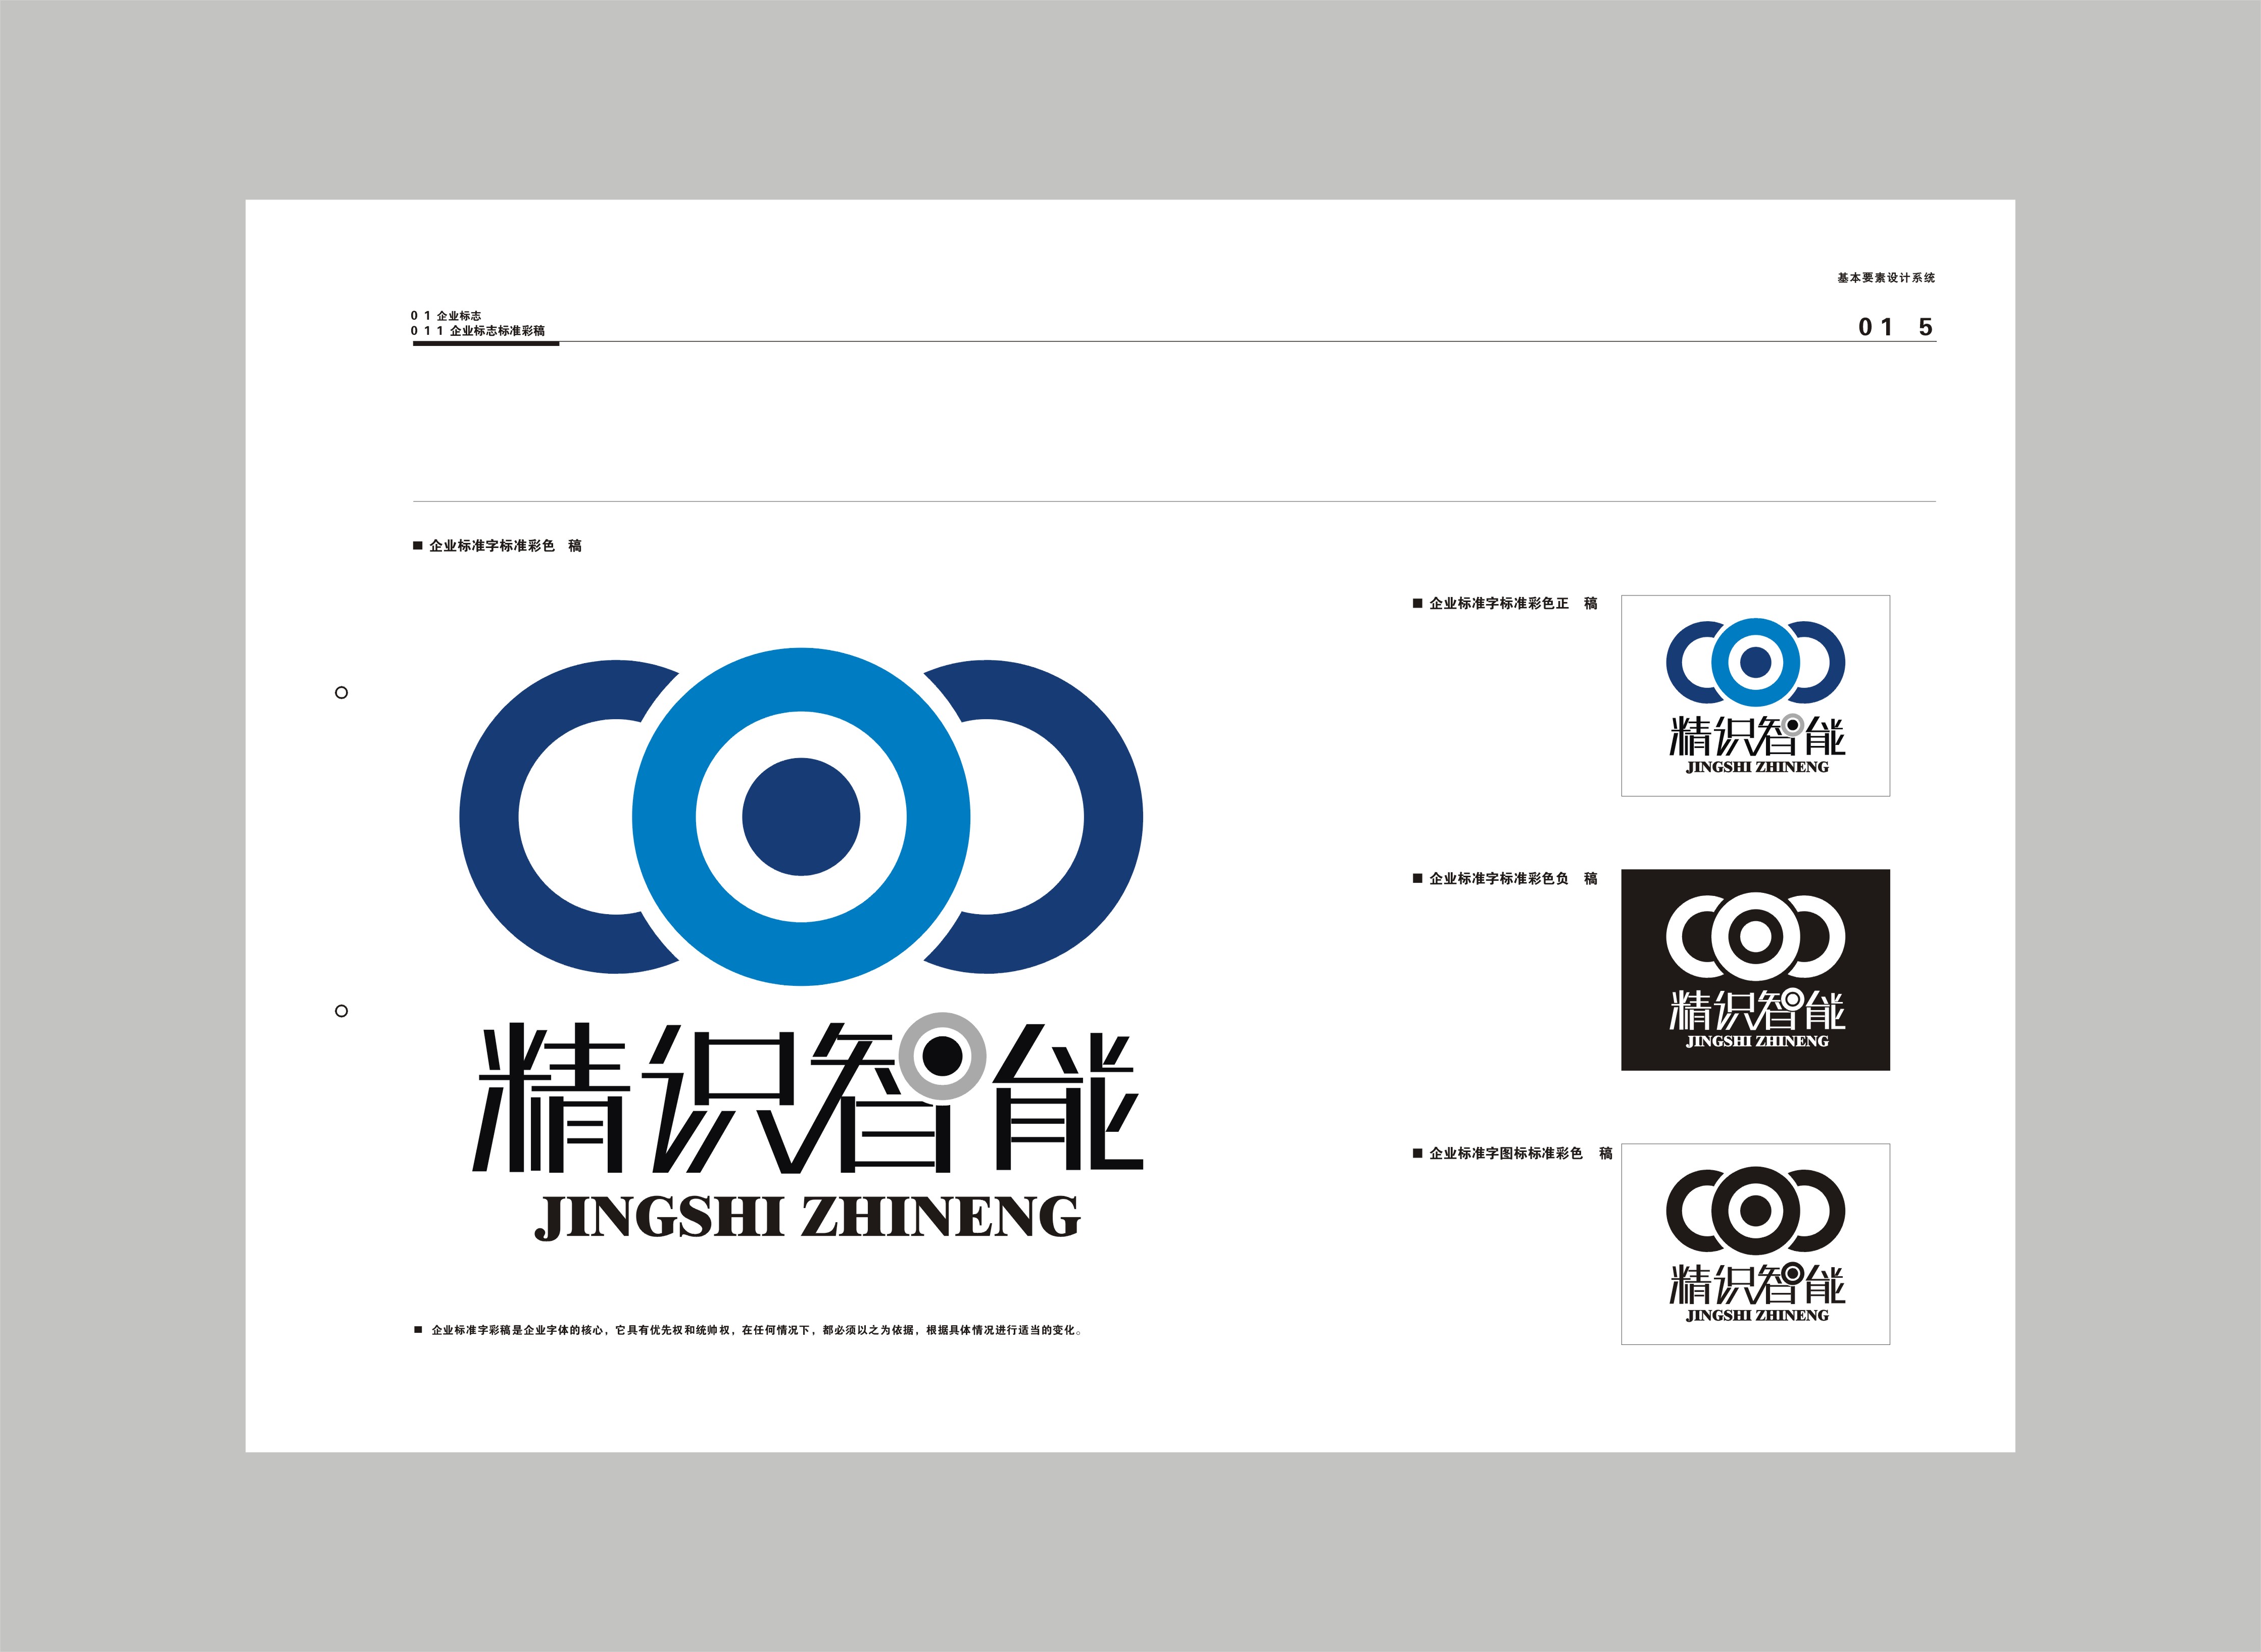 基本要素设计系统
01 企业标志
011 企业标志标准彩稿
01 5
企业标准字标准彩色 稿
企业标准字标准彩色正 稿
精识智能
JINGSHI ZHINENG
企业标准字标准彩色负 稿
精识智能
JINGSHI ZHINENG
精识智能
JINGSHI ZHINENG
企业标准字图标标准彩色 稿
精识智能
JINGSHI ZHINENG
企业标准字彩稿是企业字体的核心，它具有优先权和统帅权，在任何情况下，都必须以之为依据，根据具体情况进行适当的变化。